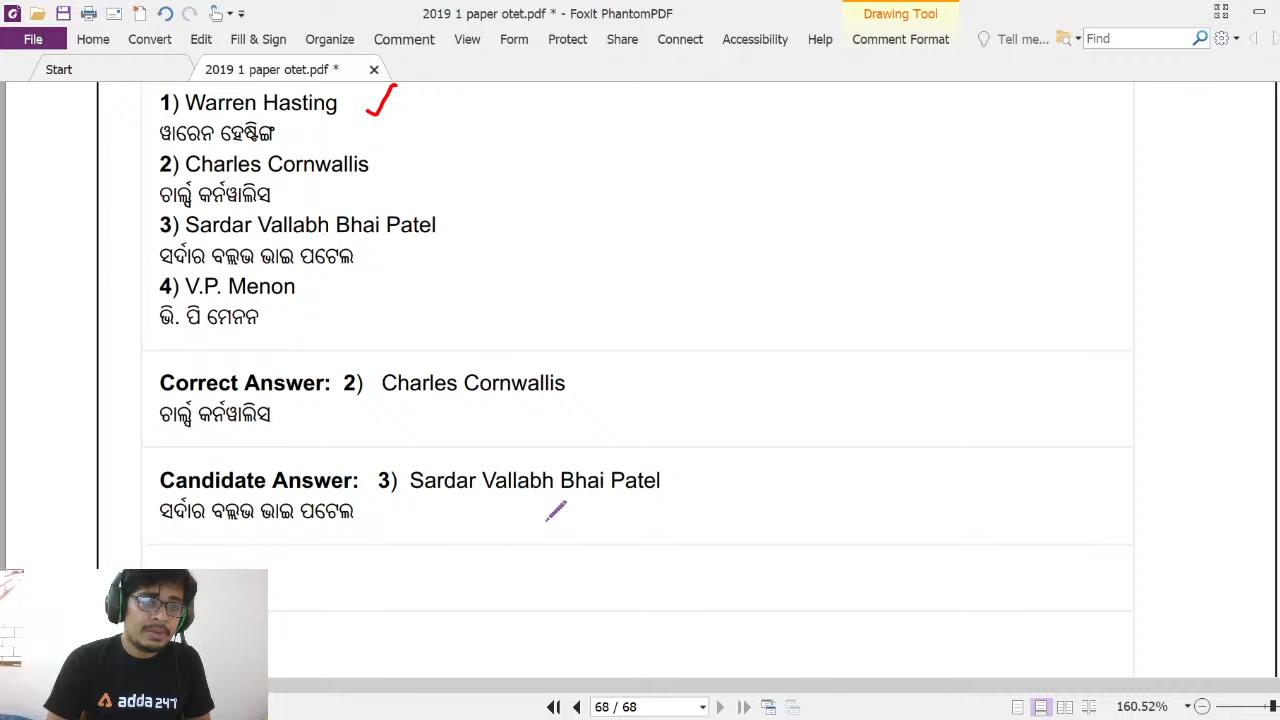 2019 1 paper otet.pdf * - Foxit PhantomPDF
Drawing Tool
File Home Convert Edit Fill & Sign Organize Comment View Form Protect Share Connect Accessibility Help Comment Format Tell me... Find
Start 2019 1 paper otet.pdf *
1) Warren Hasting
ୱାରେନ ହେଷ୍ଟିଙ୍ଗ
2) Charles Cornwallis
ଚାର୍ଲ୍ସ କର୍ନୱାଲିସ
3) Sardar Vallabh Bhai Patel
ସର୍ଦାର ବଲ୍ଲଭ ଭାଇ ପଟେଲ
4) V.P. Menon
ଭି. ପି ମେନନ
Correct Answer: 2) Charles Cornwallis
ଚାର୍ଲ୍ସ କର୍ନୱାଲିସ
Candidate Answer: 3) Sardar Vallabh Bhai Patel
ସର୍ଦାର ବଲ୍ଲଭ ଭାଇ ପଟେଲ
adda 247
68 / 68 160.52%